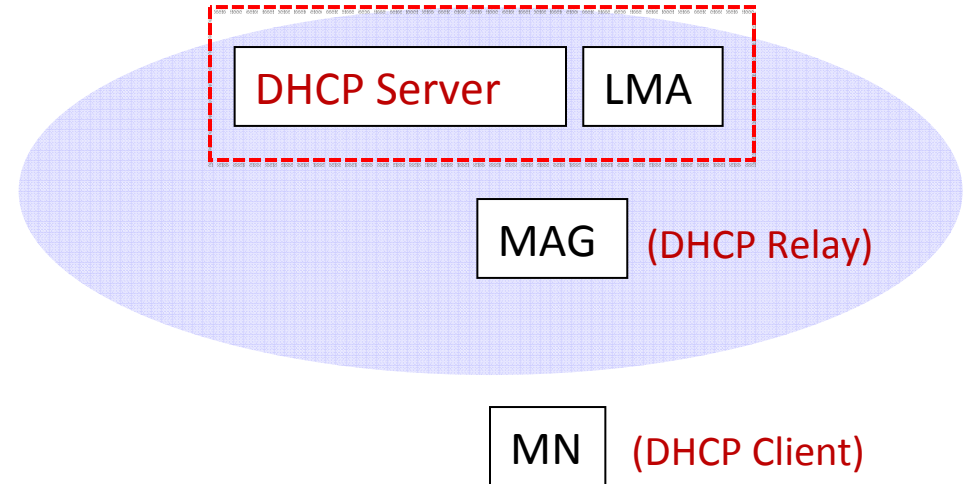 DHCP Server
LMA
MAG
(DHCP Relay)
MN
(DHCP Client)